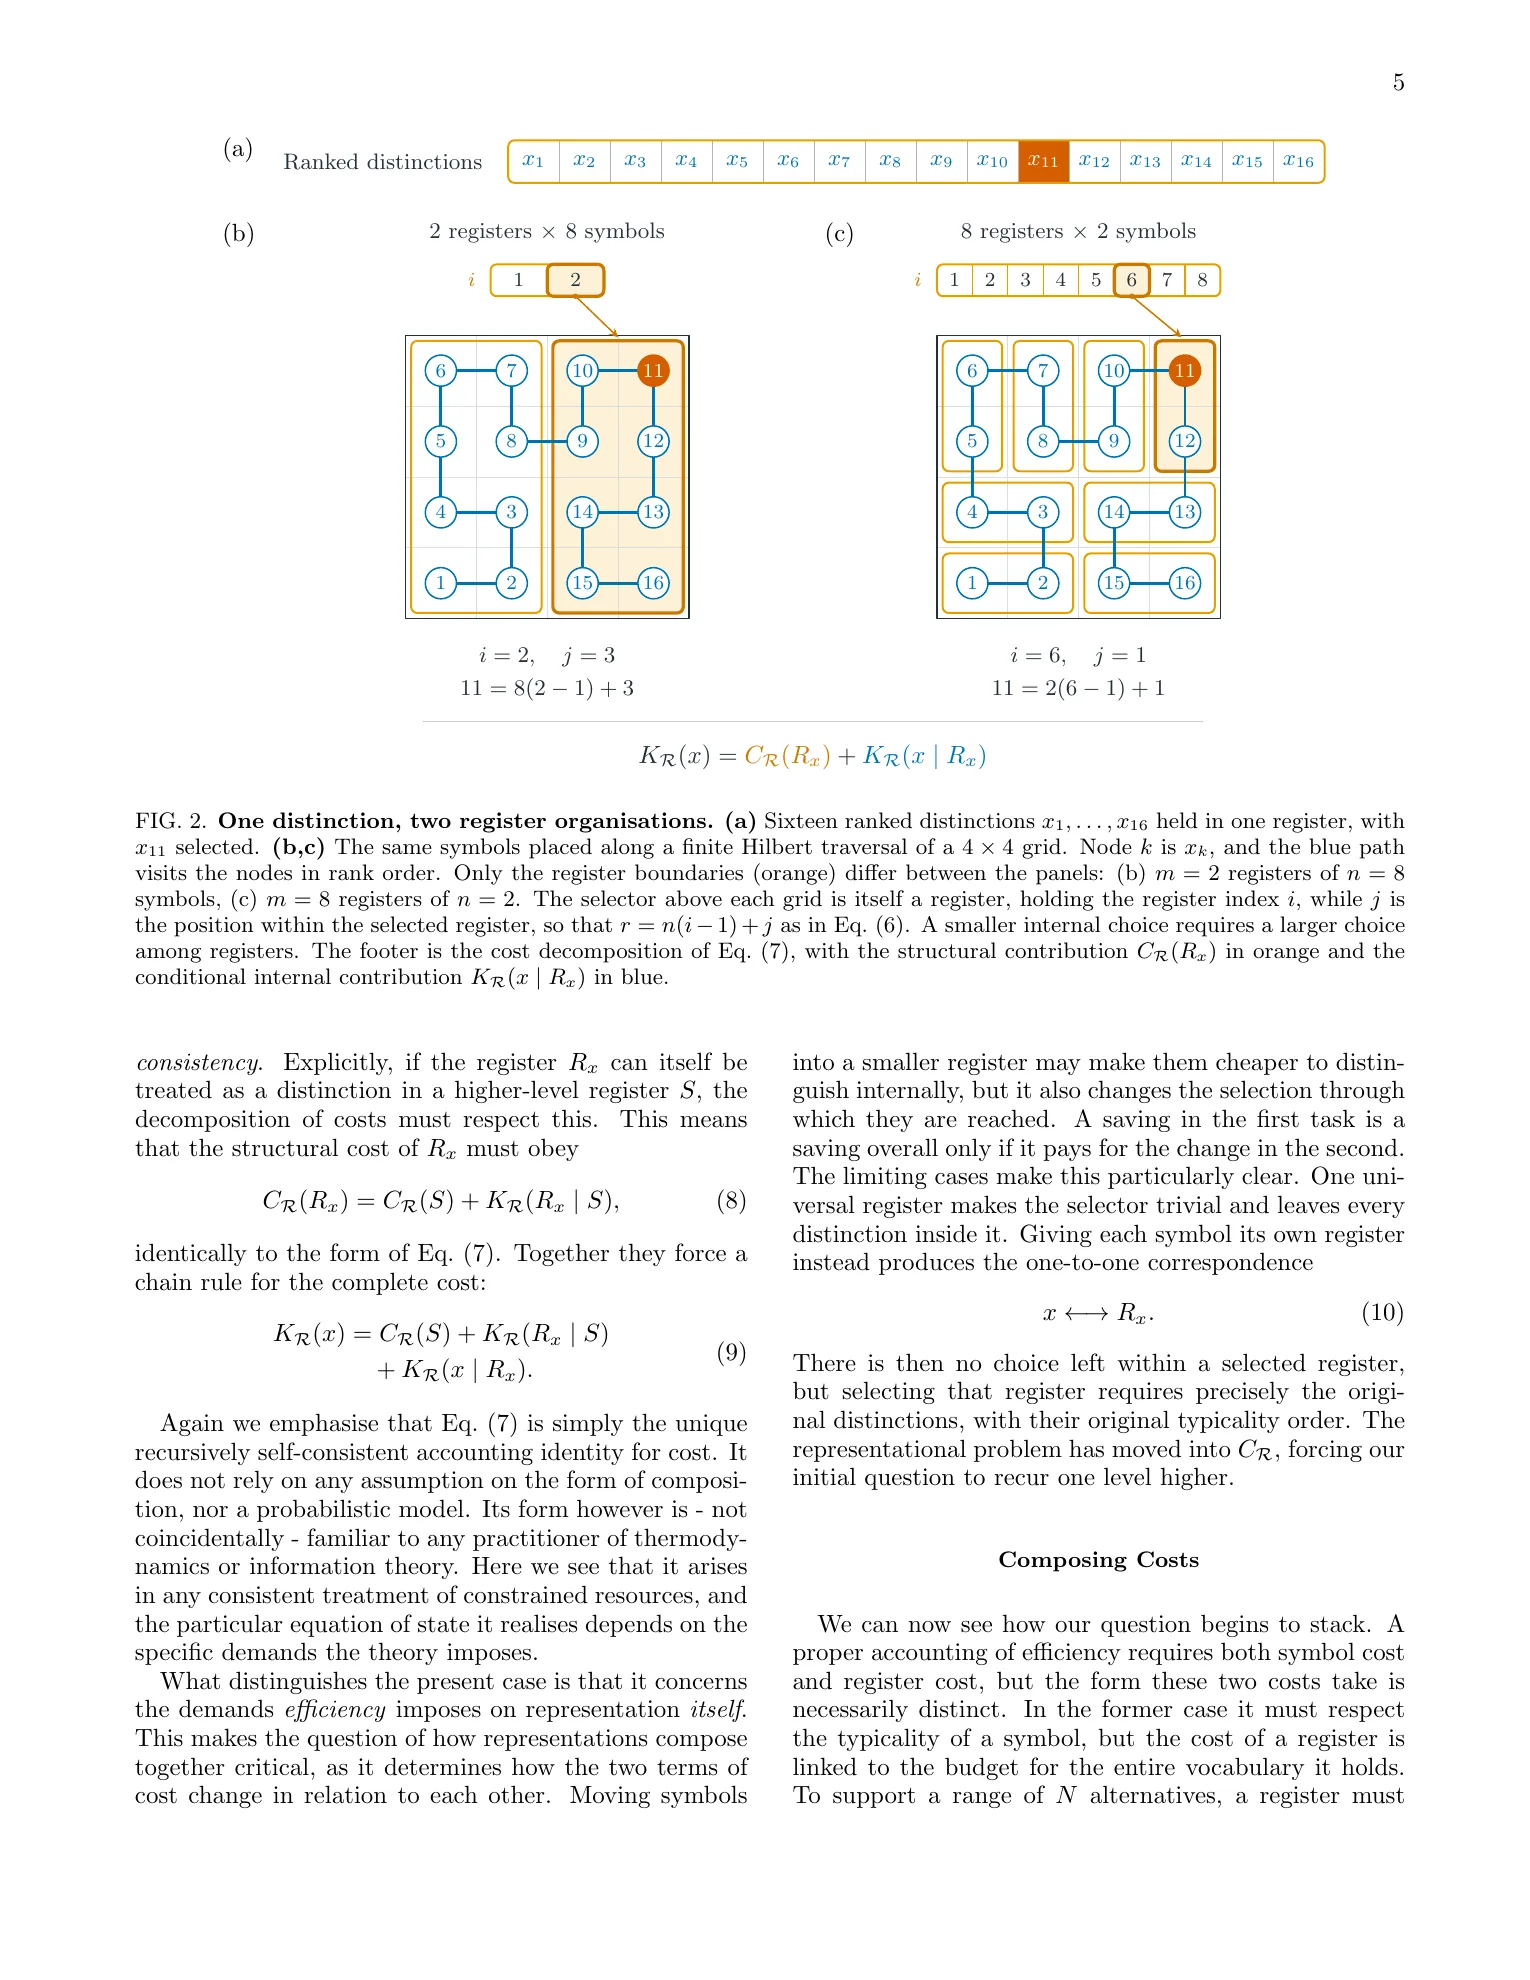 5
(a) Ranked distinctions x₁ x₂ x₃ x₄ x₅ x₆ x₇ x₈ x₉ x₁₀ x₁₁ x₁₂ x₁₃ x₁₄ x₁₅ x₁₆
(b) 2 registers × 8 symbols
i 1 2
6 7 10 11
5 8 9 12
4 3 14 13
1 2 15 16
i = 2, j = 3
11 = 8(2 − 1) + 3
(c) 8 registers × 2 symbols
i 1 2 3 4 5 6 7 8
6 7 10 11
5 8 9 12
4 3 14 13
1 2 15 16
i = 6, j = 1
11 = 2(6 − 1) + 1
K_ℛ(x) = C_ℛ(R_x) + K_ℛ(x | R_x)
FIG. 2. One distinction, two register organisations. (a) Sixteen ranked distinctions x₁, . . . , x₁₆ held in one register, with
x₁₁ selected. (b,c) The same symbols placed along a finite Hilbert traversal of a 4 × 4 grid. Node k is x_k, and the blue path
visits the nodes in rank order. Only the register boundaries (orange) differ between the panels: (b) m = 2 registers of n = 8
symbols, (c) m = 8 registers of n = 2. The selector above each grid is itself a register, holding the register index i, while j is
the position within the selected register, so that r = n(i − 1) + j as in Eq. (6). A smaller internal choice requires a larger choice
among registers. The footer is the cost decomposition of Eq. (7), with the structural contribution C_ℛ(R_x) in orange and the
conditional internal contribution K_ℛ(x | R_x) in blue.
consistency. Explicitly, if the register R_x can itself be
treated as a distinction in a higher-level register S, the
decomposition of costs must respect this. This means
that the structural cost of R_x must obey
C_ℛ(R_x) = C_ℛ(S) + K_ℛ(R_x | S), (8)
identically to the form of Eq. (7). Together they force a
chain rule for the complete cost:
K_ℛ(x) = C_ℛ(S) + K_ℛ(R_x | S)
+ K_ℛ(x | R_x). (9)
Again we emphasise that Eq. (7) is simply the unique
recursively self-consistent accounting identity for cost. It
does not rely on any assumption on the form of composi-
tion, nor a probabilistic model. Its form however is - not
coincidentally - familiar to any practitioner of thermody-
namics or information theory. Here we see that it arises
in any consistent treatment of constrained resources, and
the particular equation of state it realises depends on the
specific demands the theory imposes.
What distinguishes the present case is that it concerns
the demands efficiency imposes on representation itself.
This makes the question of how representations compose
together critical, as it determines how the two terms of
cost change in relation to each other. Moving symbols
into a smaller register may make them cheaper to distin-
guish internally, but it also changes the selection through
which they are reached. A saving in the first task is a
saving overall only if it pays for the change in the second.
The limiting cases make this particularly clear. One uni-
versal register makes the selector trivial and leaves every
distinction inside it. Giving each symbol its own register
instead produces the one-to-one correspondence
x ⟷ R_x. (10)
There is then no choice left within a selected register,
but selecting that register requires precisely the origi-
nal distinctions, with their original typicality order. The
representational problem has moved into C_ℛ, forcing our
initial question to recur one level higher.
Composing Costs
We can now see how our question begins to stack. A
proper accounting of efficiency requires both symbol cost
and register cost, but the form these two costs take is
necessarily distinct. In the former case it must respect
the typicality of a symbol, but the cost of a register is
linked to the budget for the entire vocabulary it holds.
To support a range of N alternatives, a register must